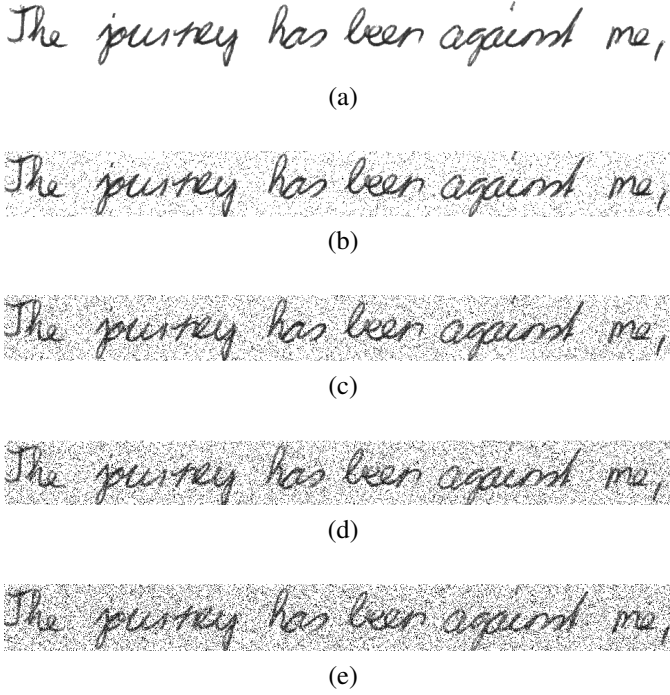 The journey has been against me,
(a)
The journey has been against me,
(b)
The journey has been against me,
(c)
The journey has been against me,
(d)
The journey has been against me,
(e)